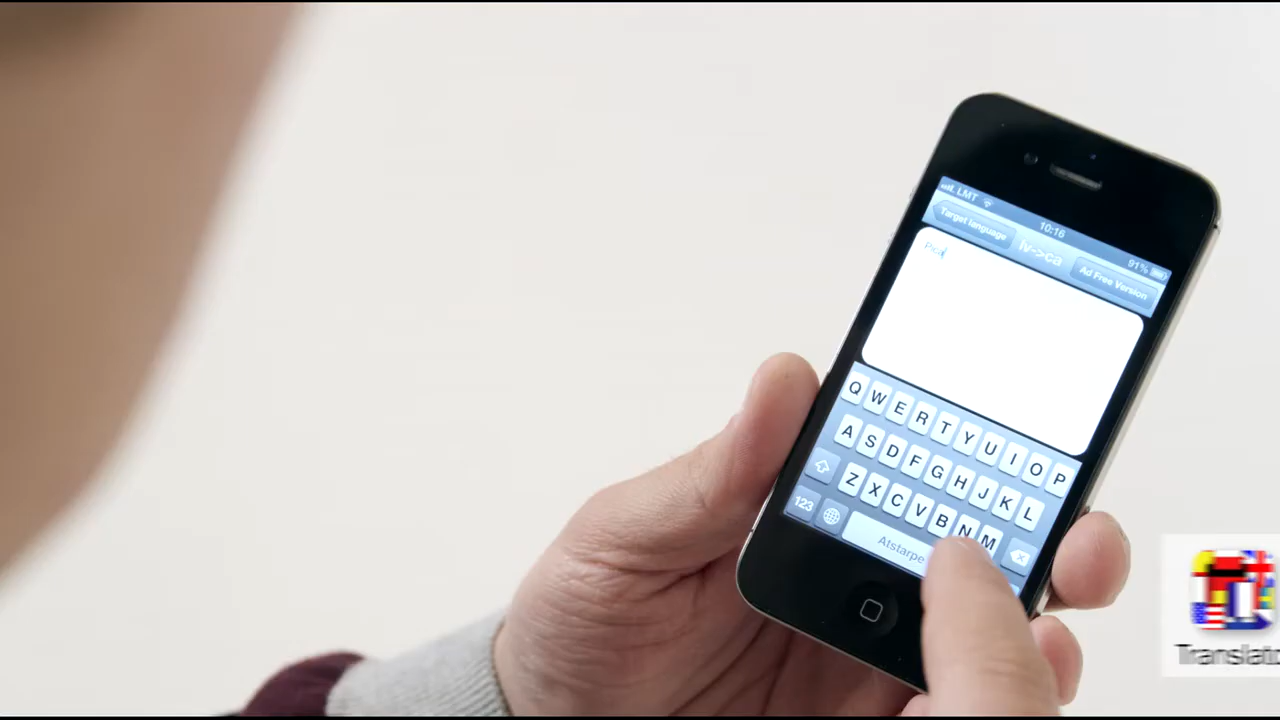 LMT
10:16
91%
Target language
lv->ca
Ad Free Version
Q W E R T Y U I O P
A S D F G H J K L
Z X C V B N M
123
Atstarpe